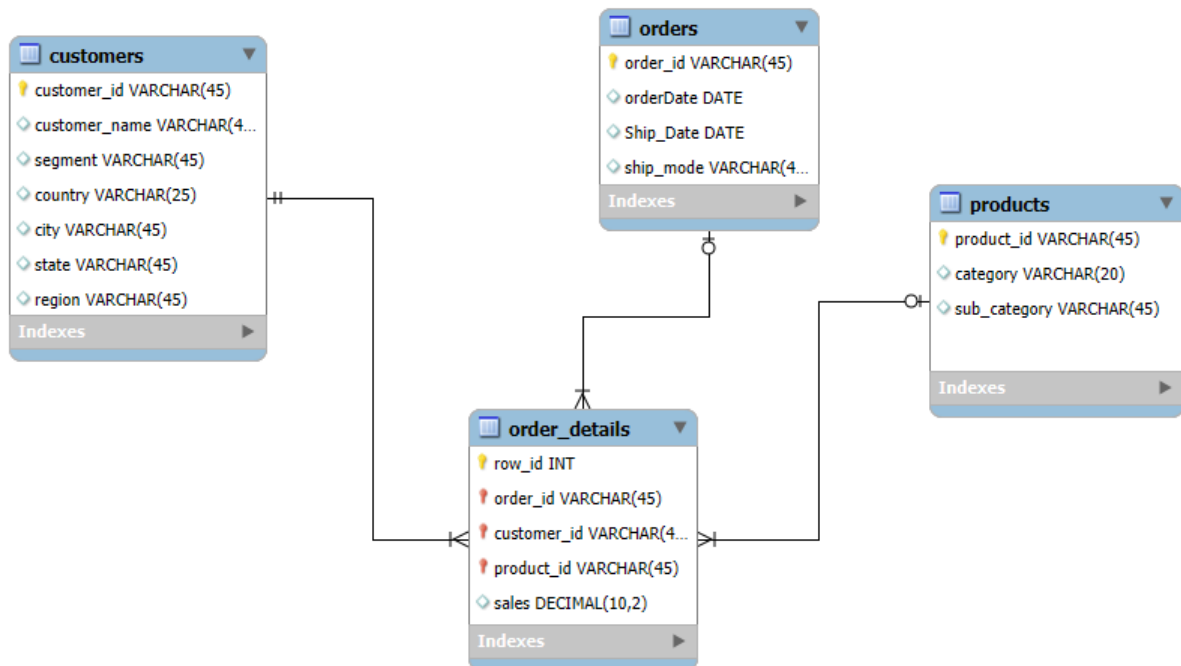 customers
customer_id VARCHAR(45)
customer_name VARCHAR(4...
segment VARCHAR(45)
country VARCHAR(25)
city VARCHAR(45)
state VARCHAR(45)
region VARCHAR(45)
Indexes
orders
order_id VARCHAR(45)
orderDate DATE
Ship_Date DATE
ship_mode VARCHAR(4...
Indexes
products
product_id VARCHAR(45)
category VARCHAR(20)
sub_category VARCHAR(45)
Indexes
order_details
row_id INT
order_id VARCHAR(45)
customer_id VARCHAR(4...
product_id VARCHAR(45)
sales DECIMAL(10,2)
Indexes